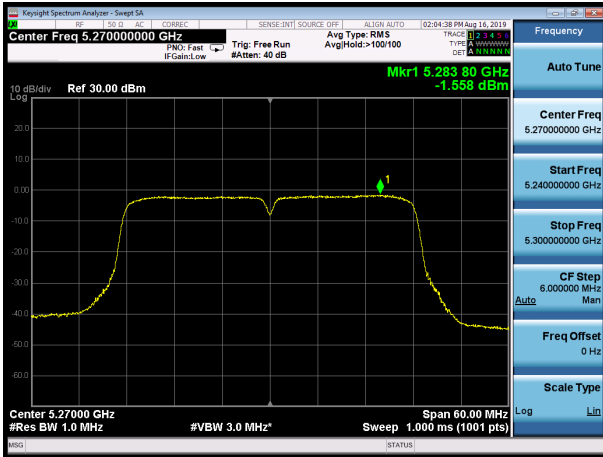 Keysight Spectrum Analyzer - Swept SA
RF 50 Ω AC CORREC SENSE:INT SOURCE OFF ALIGN AUTO 02:04:38 PM Aug 16, 2019
Center Freq 5.270000000 GHz
PNO: Fast
IFGain:Low
Trig: Free Run
#Atten: 40 dB
Avg Type: RMS
Avg|Hold:>100/100
TRACE 1 2 3 4 5 6
TYPE A WWWWW
DET A NNNNN
Frequency
Mkr1 5.283 80 GHz
-1.558 dBm
10 dB/div Ref 30.00 dBm
Log
20.0
10.0
0.00
-10.0
-20.0
-30.0
-40.0
-50.0
-60.0
1
Center 5.27000 GHz Span 60.00 MHz
#Res BW 1.0 MHz #VBW 3.0 MHz* Sweep 1.000 ms (1001 pts)
MSG STATUS
Auto Tune
Center Freq
5.270000000 GHz
Start Freq
5.240000000 GHz
Stop Freq
5.300000000 GHz
CF Step
6.000000 MHz
Auto Man
Freq Offset
0 Hz
Scale Type
Log Lin